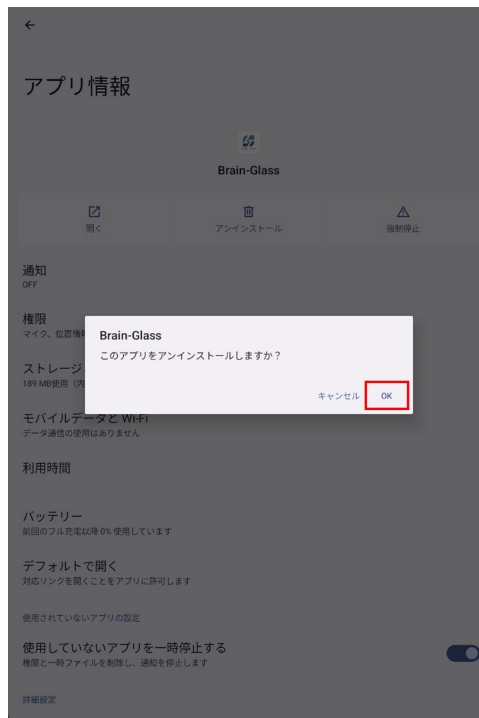 アプリ情報
Brain-Glass
開く
アンインストール
強制停止
通知
OFF
権限
マイク、位置情
Brain-Glass
このアプリをアンインストールしますか？
ストレージ
189 MB使用（内
キャンセル
OK
モバイルデータと Wi-Fi
データ通信の使用はありません
利用時間
バッテリー
前回のフル充電以降 0% 使用しています
デフォルトで開く
対応リンクを開くことをアプリに許可します
使用されていないアプリの設定
使用していないアプリを一時停止する
権限と一時ファイルを削除し、通知を停止します
詳細設定